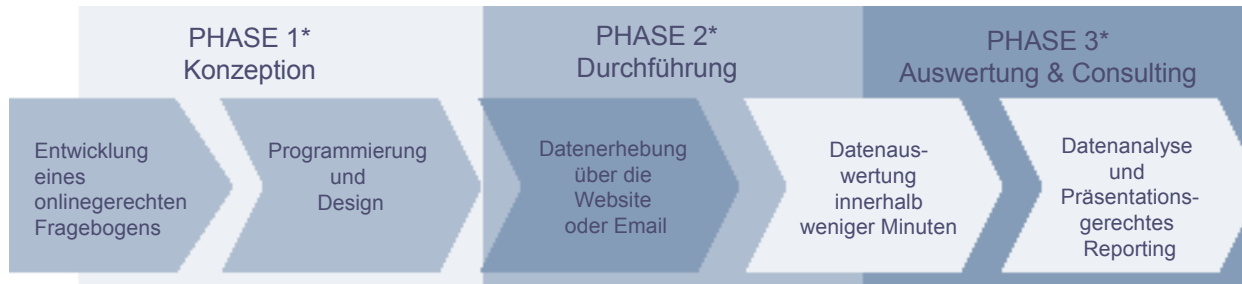 PHASE 1*
Konzeption
PHASE 2*
Durchführung
PHASE 3*
Auswertung & Consulting
Entwicklung
eines
onlinegerechten
Fragebogens
Programmierung
und
Design
Datenerhebung
über die
Website
oder Email
Datenaus-
wertung
innerhalb
weniger Minuten
Datenanalyse
und
Präsentations-
gerechtes
Reporting